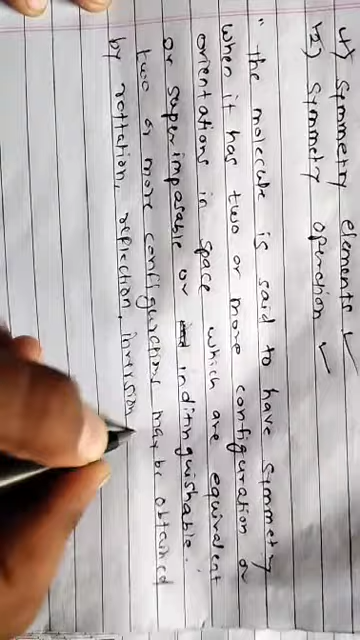 1) Symmetry elements ✓
2) Symmetry operation ✓
" the molecule is said to have symmetry
when it has two or more configuration or
orientations in space which are equivalent
or superimposable or indistinguishable."
two or more configurations may be obtained
by rotation, reflection, inversion